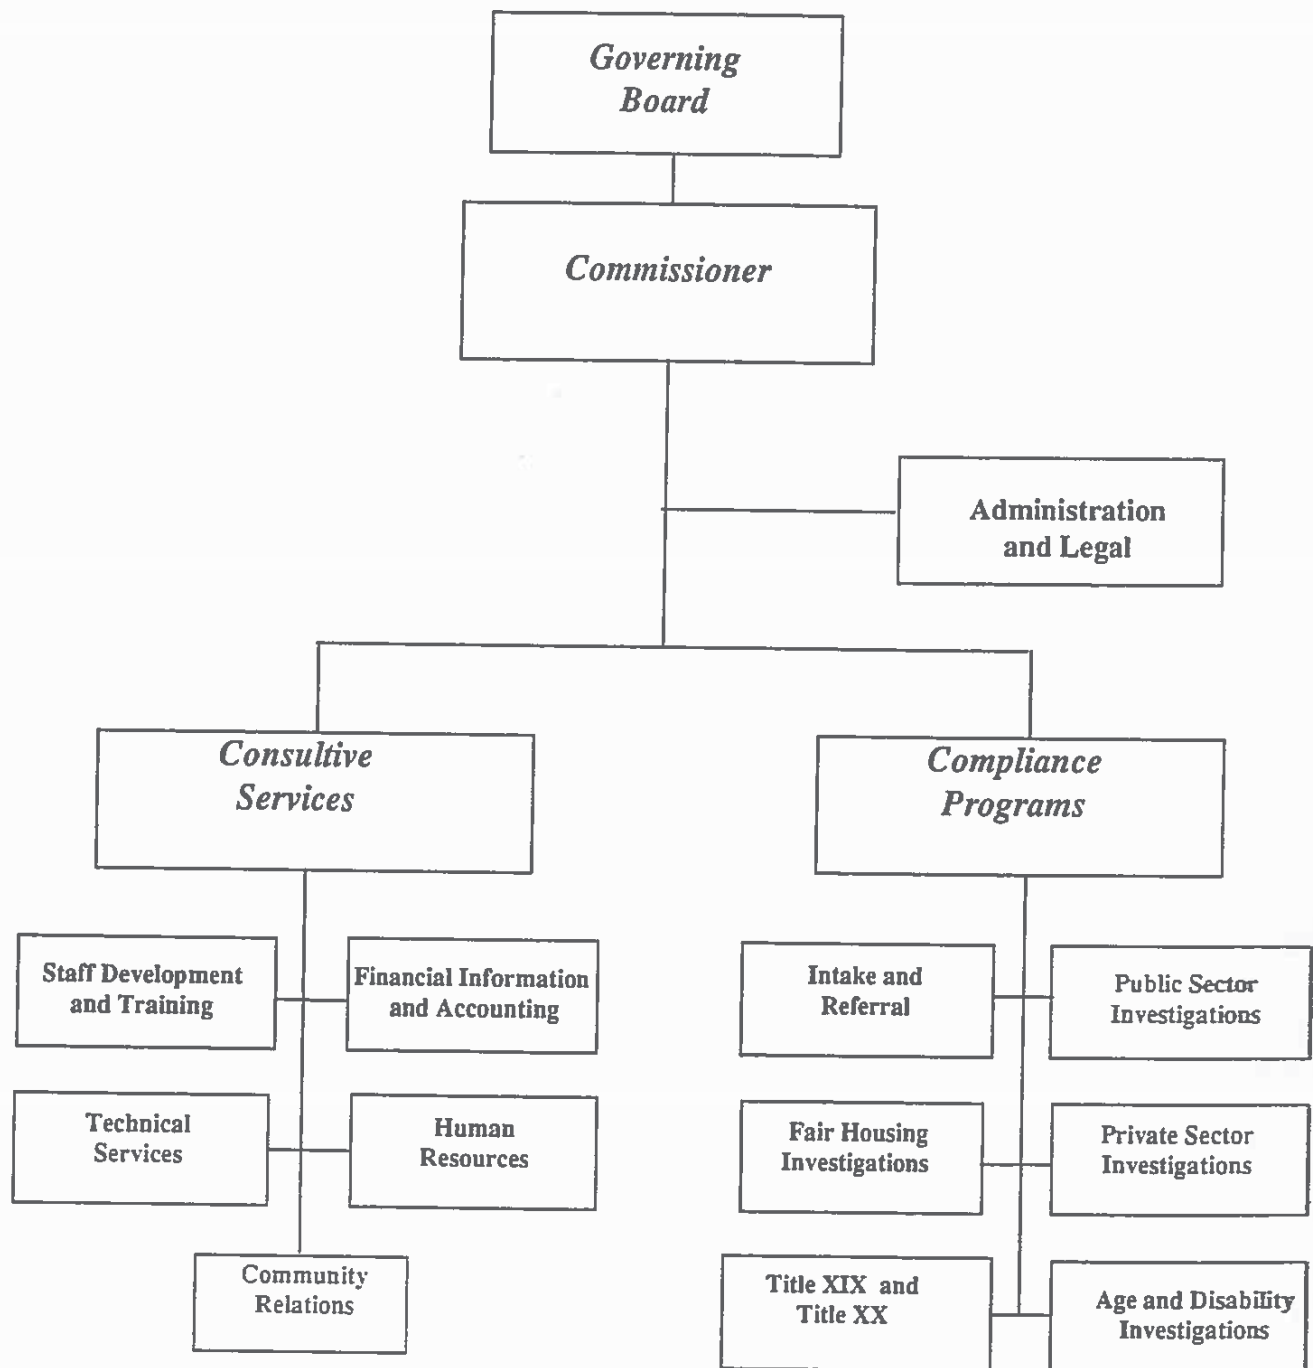 Governing
Board
Commissioner
Administration
and Legal
Consultive
Services
Compliance
Programs
Staff Development
and Training
Financial Information
and Accounting
Intake and
Referral
Public Sector
Investigations
Technical
Services
Human
Resources
Fair Housing
Investigations
Private Sector
Investigations
Community
Relations
Title XIX and
Title XX
Age and Disability
Investigations